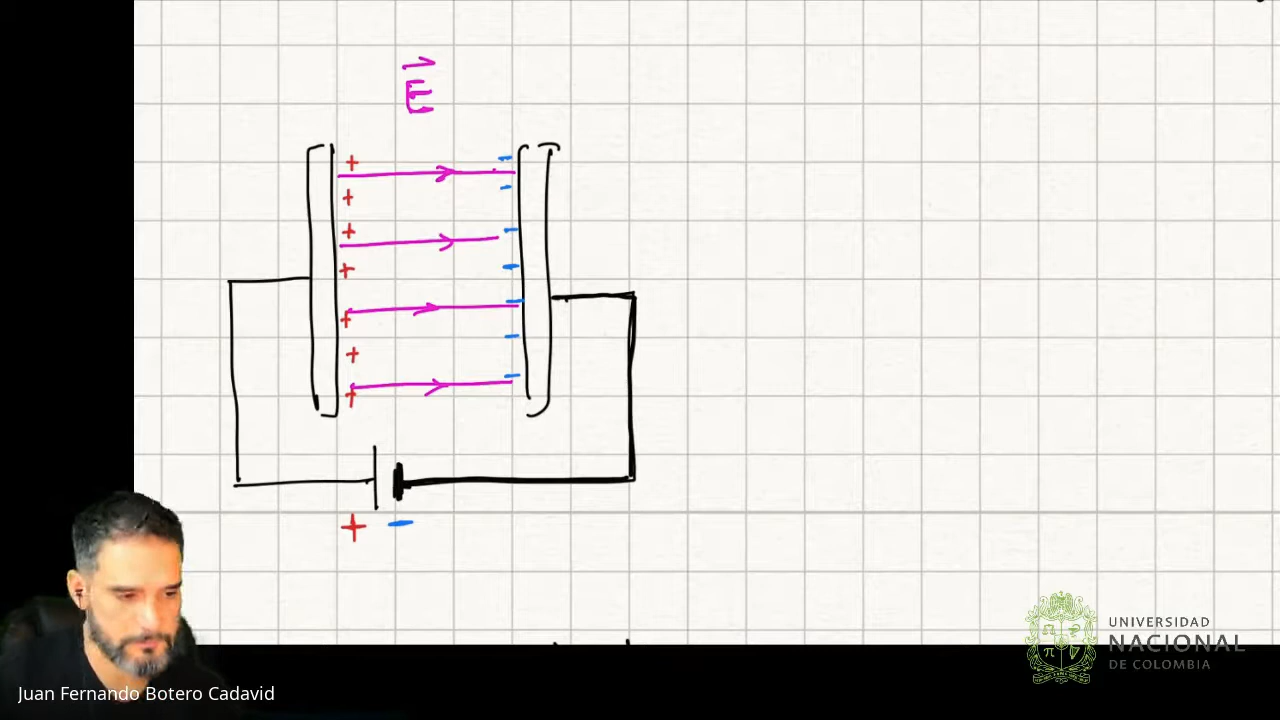 E
+ -
+ -
+ -
+ -
+ -
+ -
+ -
+ -
UNIVERSIDAD
NACIONAL
DE COLOMBIA
Juan Fernando Botero Cadavid